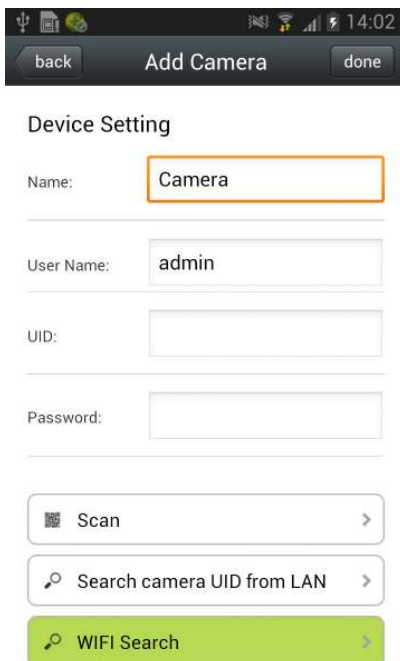 14:02
back Add Camera done
Device Setting
Name: Camera
User Name: admin
UID:
Password:
Scan
Search camera UID from LAN
WIFI Search